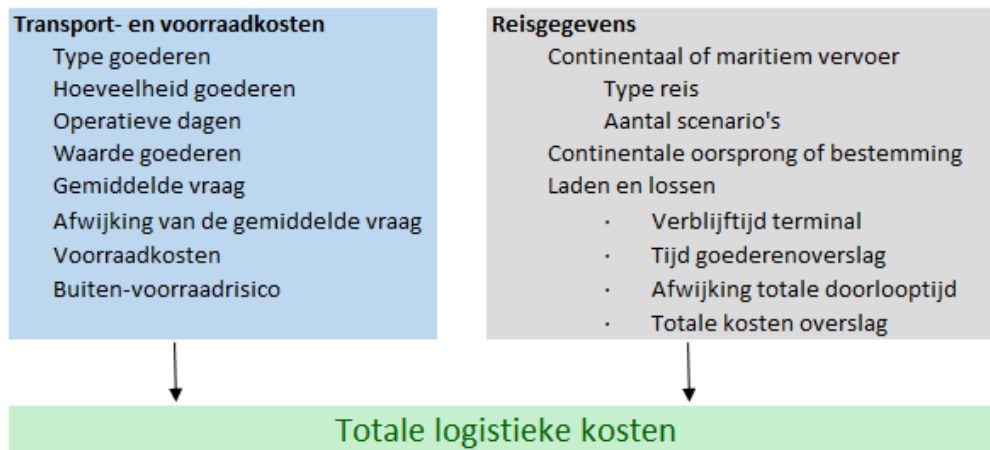 Transport- en voorraadkosten
Type goederen
Hoeveelheid goederen
Operatieve dagen
Waarde goederen
Gemiddelde vraag
Afwijking van de gemiddelde vraag
Voorraadkosten
Buiten-voorraadrisico
Reisgegevens
Continentaal of maritiem vervoer
Type reis
Aantal scenario's
Continentale oorsprong of bestemming
Laden en lossen
· Verblijftijd terminal
· Tijd goederenoverslag
· Afwijking totale doorlooptijd
· Totale kosten overslag
Totale logistieke kosten